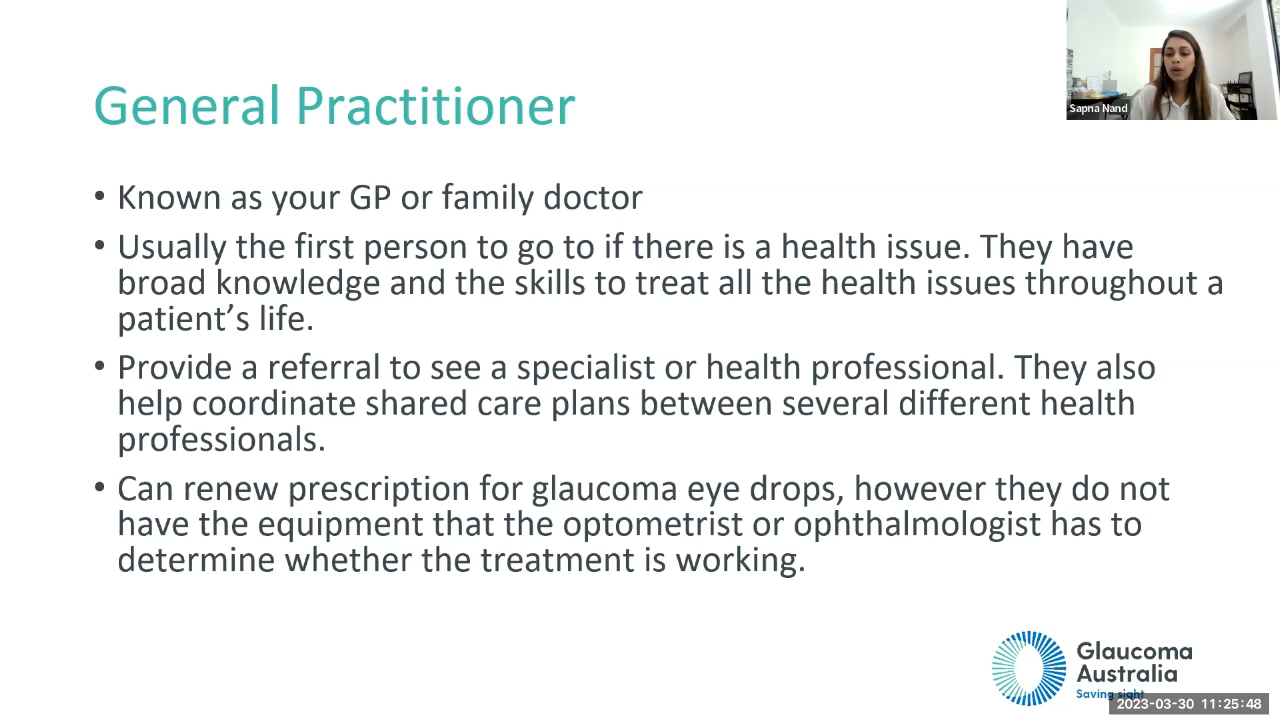 Sapna Nand
General Practitioner
• Known as your GP or family doctor
• Usually the first person to go to if there is a health issue. They have
broad knowledge and the skills to treat all the health issues throughout a
patient’s life.
• Provide a referral to see a specialist or health professional. They also
help coordinate shared care plans between several different health
professionals.
• Can renew prescription for glaucoma eye drops, however they do not
have the equipment that the optometrist or ophthalmologist has to
determine whether the treatment is working.
Glaucoma
Australia
Saving sight
2023-03-30 11:25:48